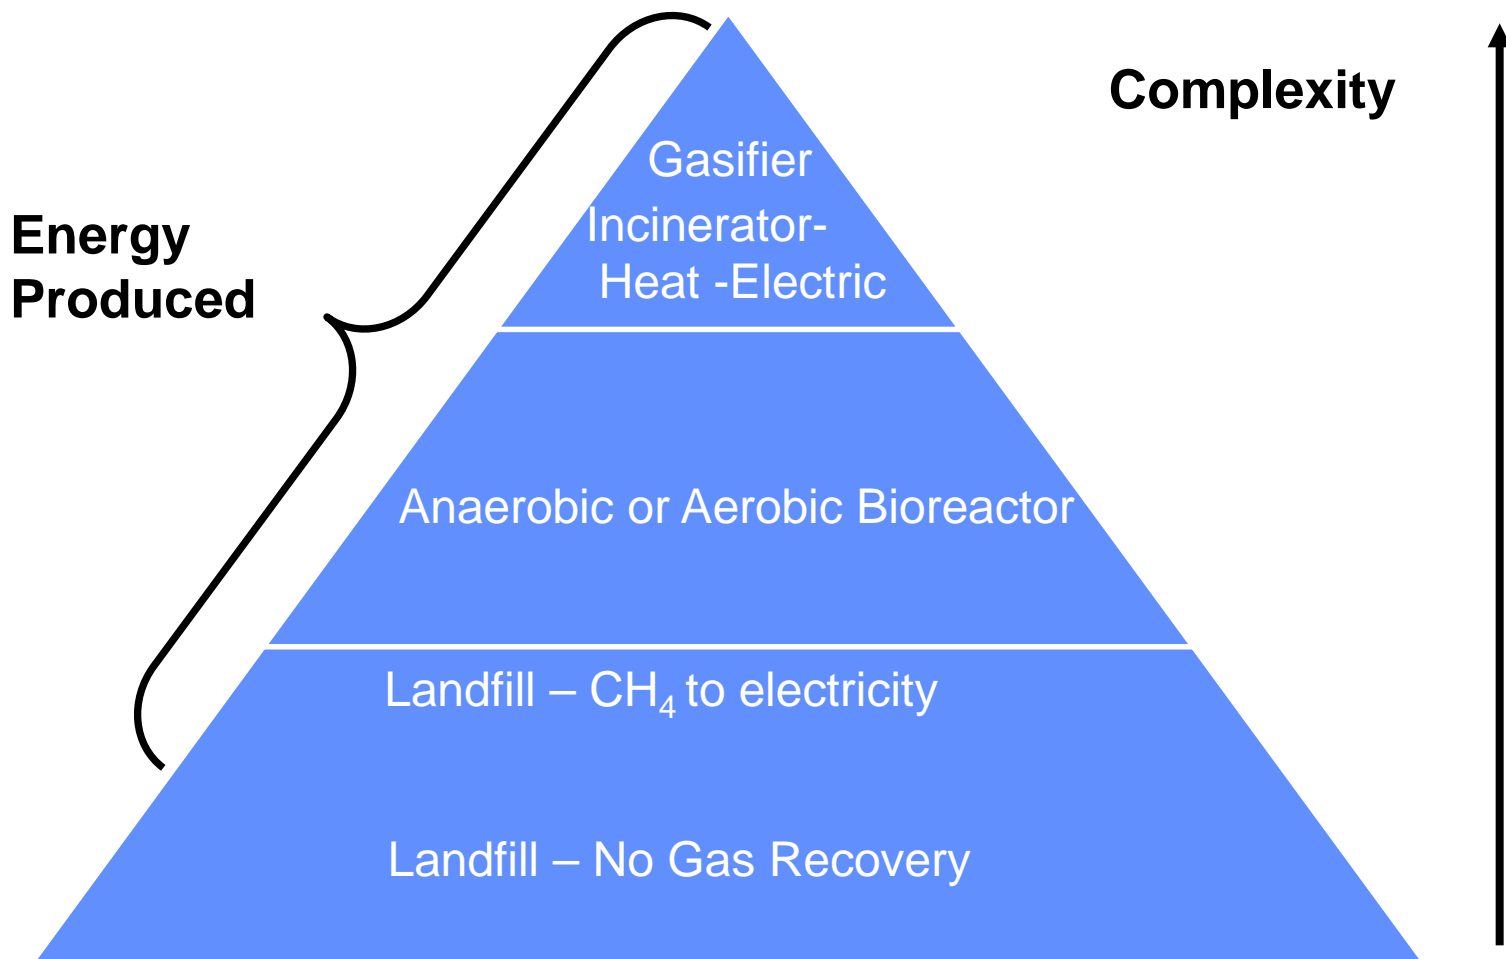 Complexity
Gasifier
Incinerator-
Heat -Electric
Energy
Produced
Anaerobic or Aerobic Bioreactor
Landfill – CH₄ to electricity
Landfill – No Gas Recovery